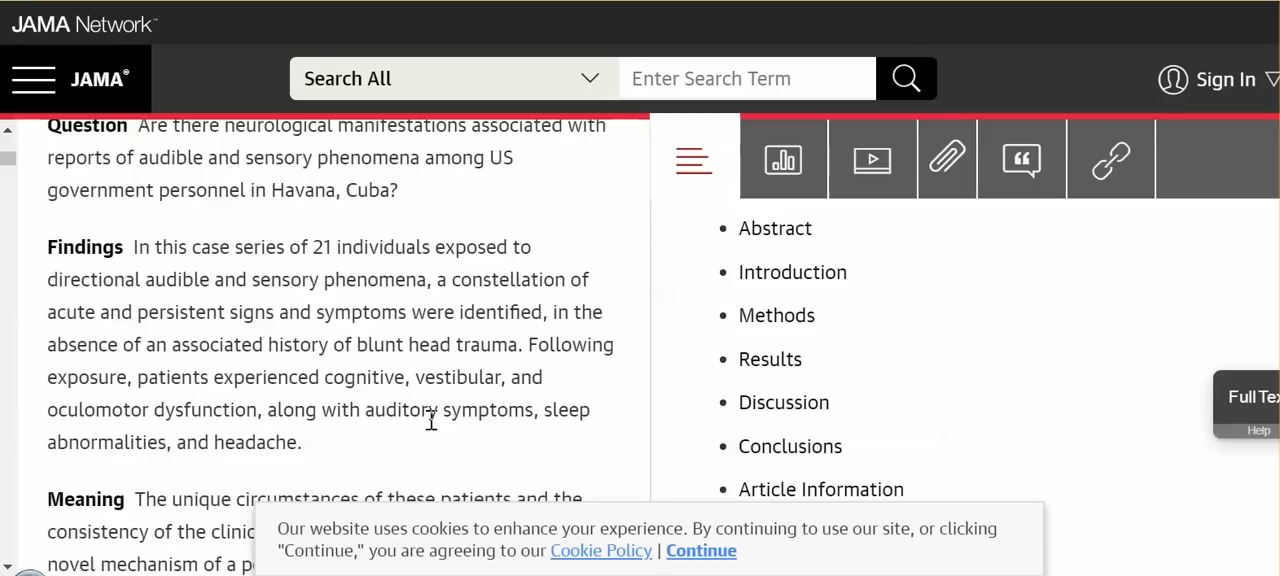 JAMA Network™
JAMA®
Search All
Enter Search Term
Sign In
Question Are there neurological manifestations associated with
reports of audible and sensory phenomena among US
government personnel in Havana, Cuba?
Findings In this case series of 21 individuals exposed to
directional audible and sensory phenomena, a constellation of
acute and persistent signs and symptoms were identified, in the
absence of an associated history of blunt head trauma. Following
exposure, patients experienced cognitive, vestibular, and
oculomotor dysfunction, along with auditory symptoms, sleep
abnormalities, and headache.
Meaning The unique circumstances of these patients and the
consistency of the clinic
novel mechanism of a p
Abstract
Introduction
Methods
Results
Discussion
Conclusions
Article Information
Full Te
Help
Our website uses cookies to enhance your experience. By continuing to use our site, or clicking
"Continue," you are agreeing to our Cookie Policy | Continue